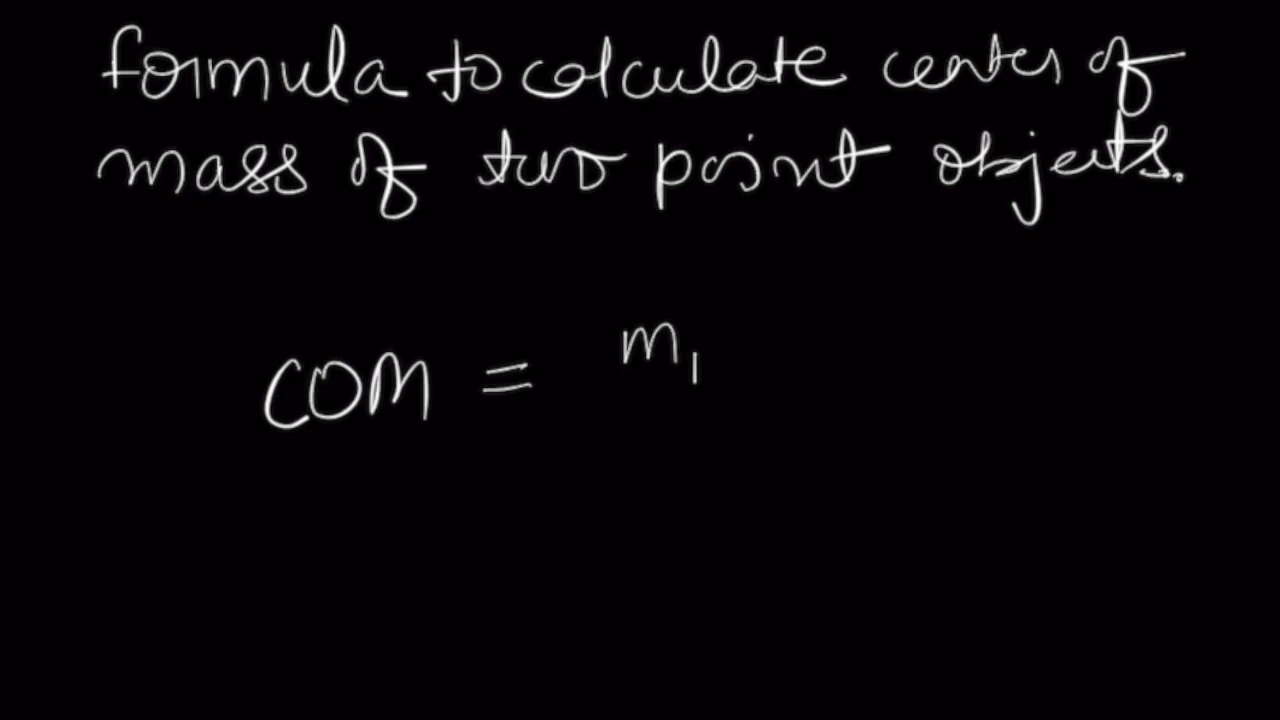 formula to calculate center of
mass of two point objects.
COM = m₁